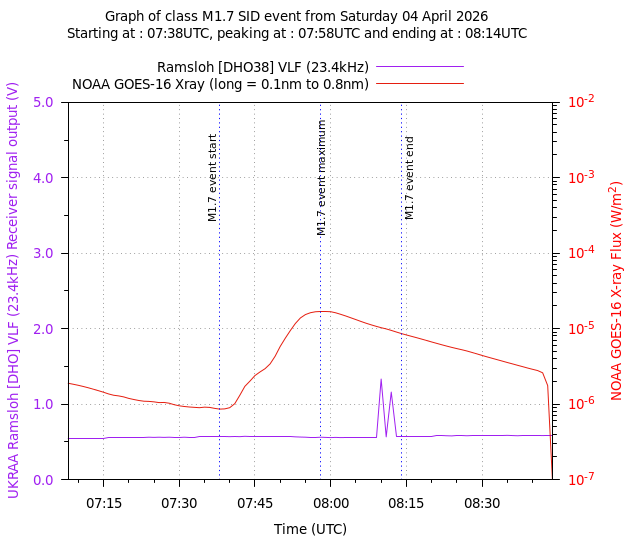 Graph of class M1.7 SID event from Saturday 04 April 2026
Starting at : 07:38UTC, peaking at : 07:58UTC and ending at : 08:14UTC
Ramsloh [DHO38] VLF (23.4kHz)
NOAA GOES-16 Xray (long = 0.1nm to 0.8nm)
UKRAA Ramsloh [DHO] VLF (23.4kHz) Receiver signal output (V)
5.0
4.0
3.0
2.0
1.0
0.0
M1.7 event start
M1.7 event maximum
M1.7 event end
10⁻²
10⁻³
10⁻⁴
10⁻⁵
10⁻⁶
10⁻⁷
NOAA GOES-16 X-ray Flux (W/m²)
07:15 07:30 07:45 08:00 08:15 08:30
Time (UTC)